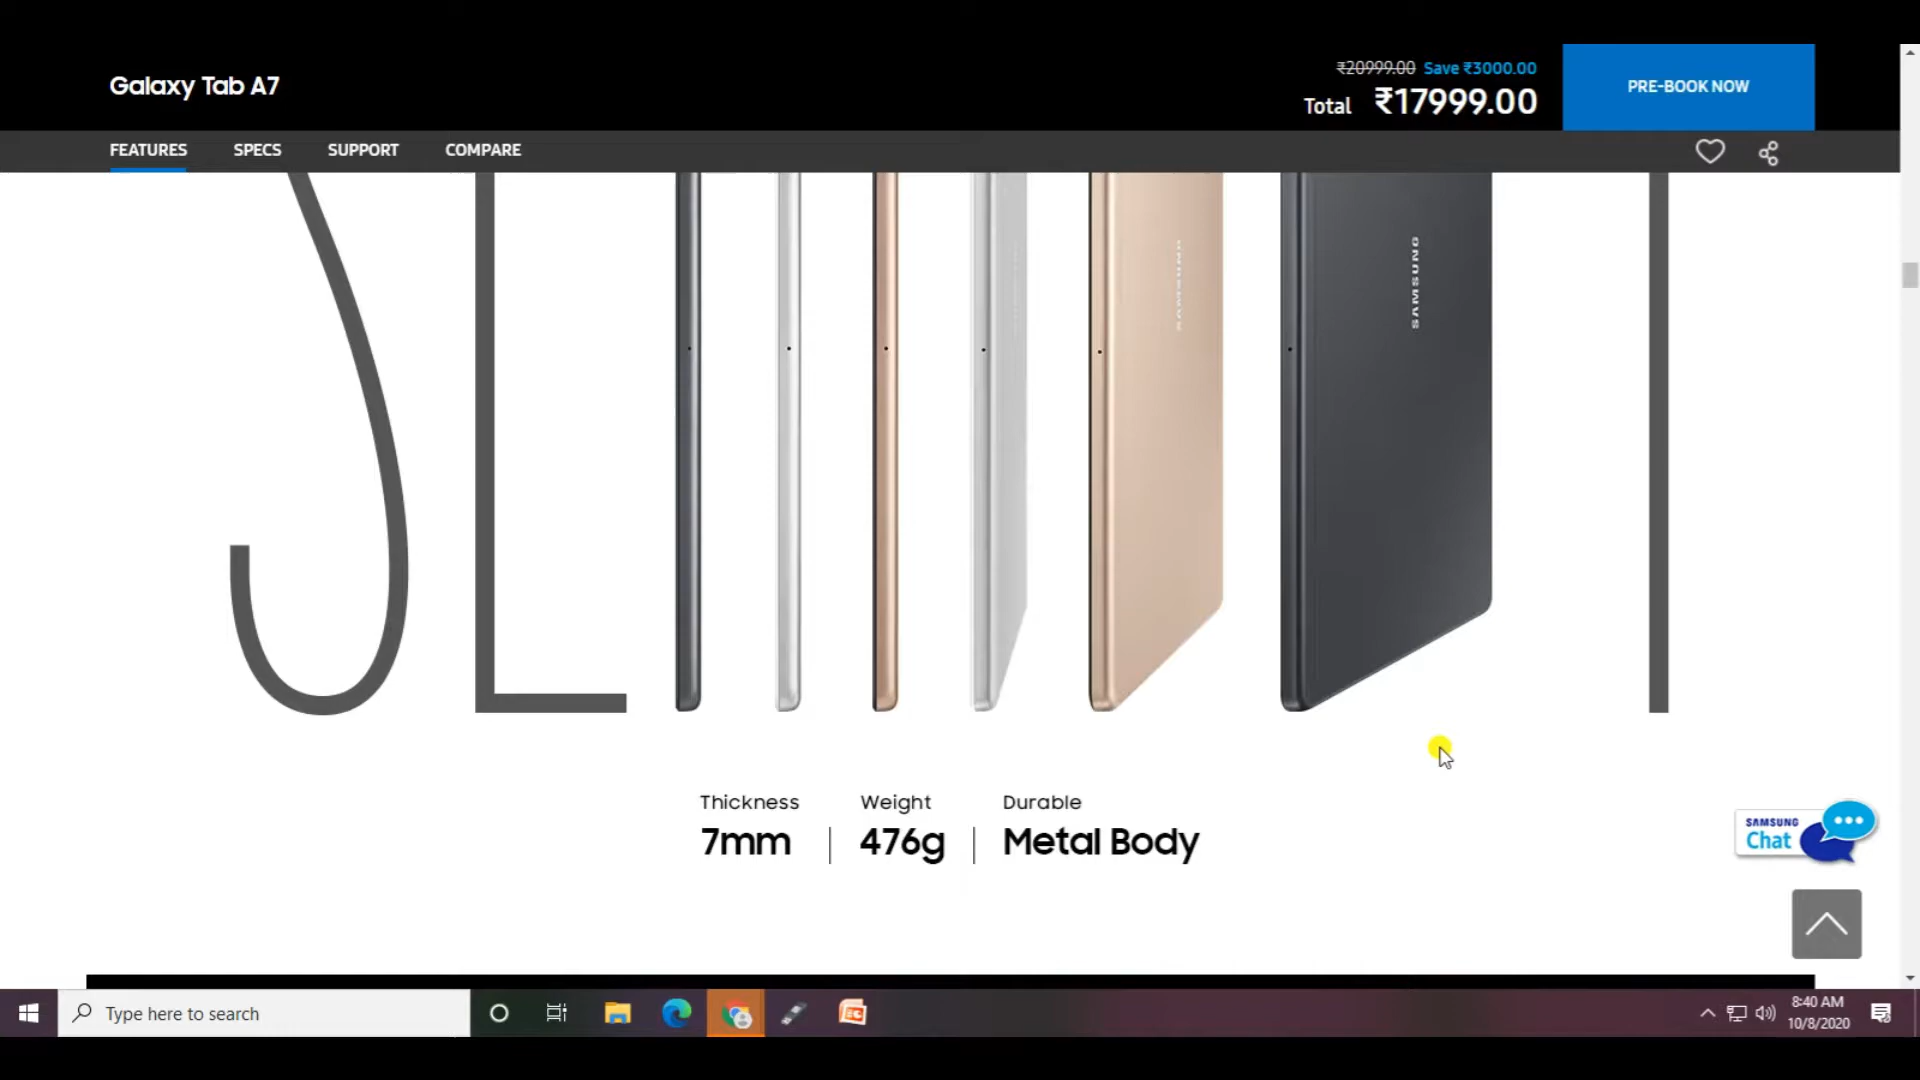 Galaxy Tab A7
₹20999.00 Save ₹3000.00
Total ₹17999.00
PRE-BOOK NOW
FEATURES SPECS SUPPORT COMPARE
SAMSUNG
SAMSUNG
SL
Thickness Weight Durable
7mm 476g Metal Body
SAMSUNG
Chat
Type here to search
8:40 AM
10/8/2020